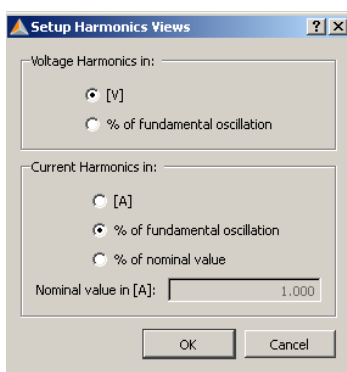 Setup Harmonics Views
Voltage Harmonics in:
[V]
% of fundamental oscillation
Current Harmonics in:
[A]
% of fundamental oscillation
% of nominal value
Nominal value in [A]: 1.000
OK Cancel